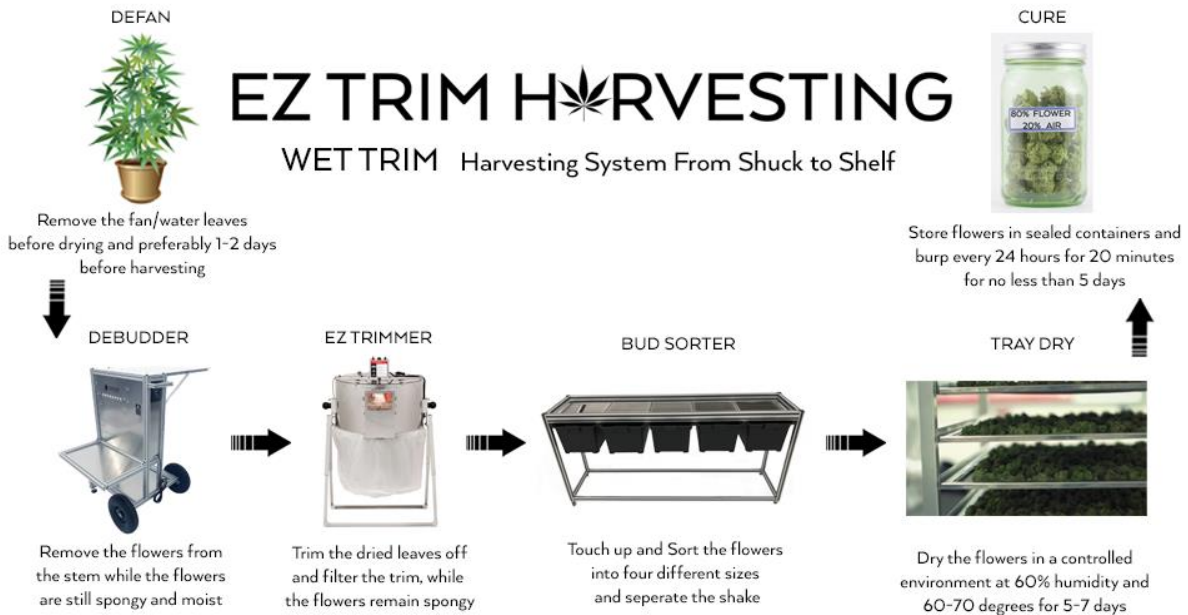 DEFAN
EZ TRIM HARVESTING
WET TRIM Harvesting System From Shuck to Shelf
Remove the fan/water leaves
before drying and preferably 1-2 days
before harvesting
CURE
80% FLOWER
20% AIR
Store flowers in sealed containers and
burp every 24 hours for 20 minutes
for no less than 5 days
DEBUDDER
Remove the flowers from
the stem while the flowers
are still spongy and moist
EZ TRIMMER
Trim the dried leaves off
and filter the trim, while
the flowers remain spongy
BUD SORTER
Touch up and Sort the flowers
into four different sizes
and seperate the shake
TRAY DRY
Dry the flowers in a controlled
environment at 60% humidity and
60-70 degrees for 5-7 days